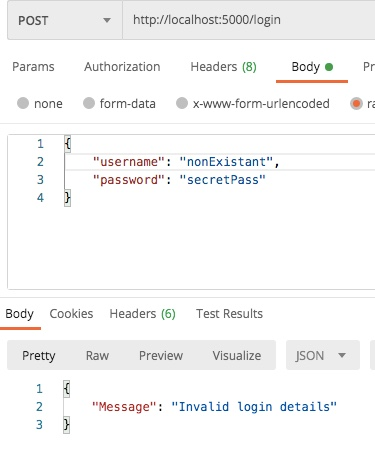 POST http://localhost:5000/login
Params Authorization Headers (8) Body Pr
none form-data x-www-form-urlencoded ra
1 {
2 "username": "nonExistant",
3 "password": "secretPass"
4 }
Body Cookies Headers (6) Test Results
Pretty Raw Preview Visualize JSON
1 {
2 "Message": "Invalid login details"
3 }